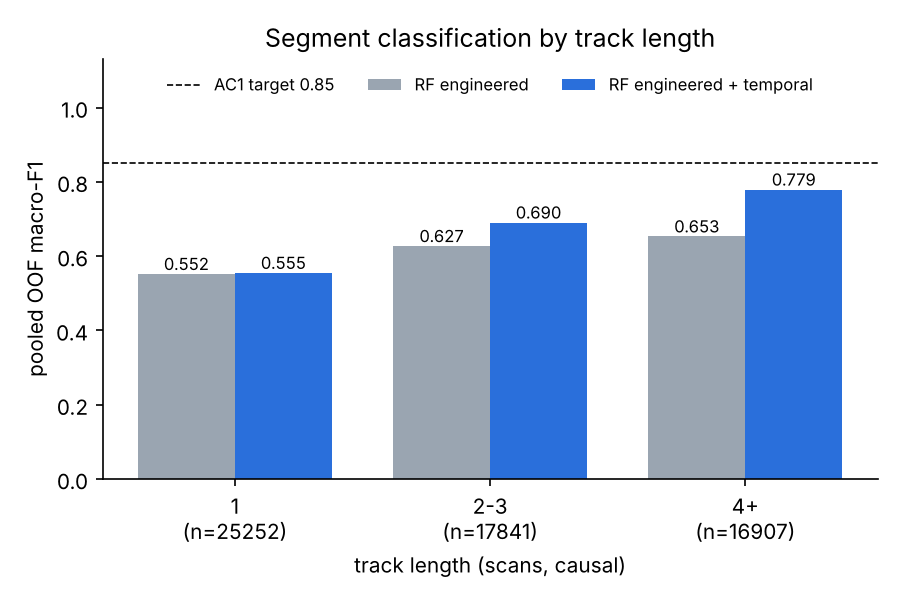 Segment classification by track length
AC1 target 0.85
RF engineered
RF engineered + temporal
pooled OOF macro-F1
1.0
0.8
0.6
0.4
0.2
0.0
0.552
0.555
0.627
0.690
0.653
0.779
1
(n=25252)
2-3
(n=17841)
4+
(n=16907)
track length (scans, causal)